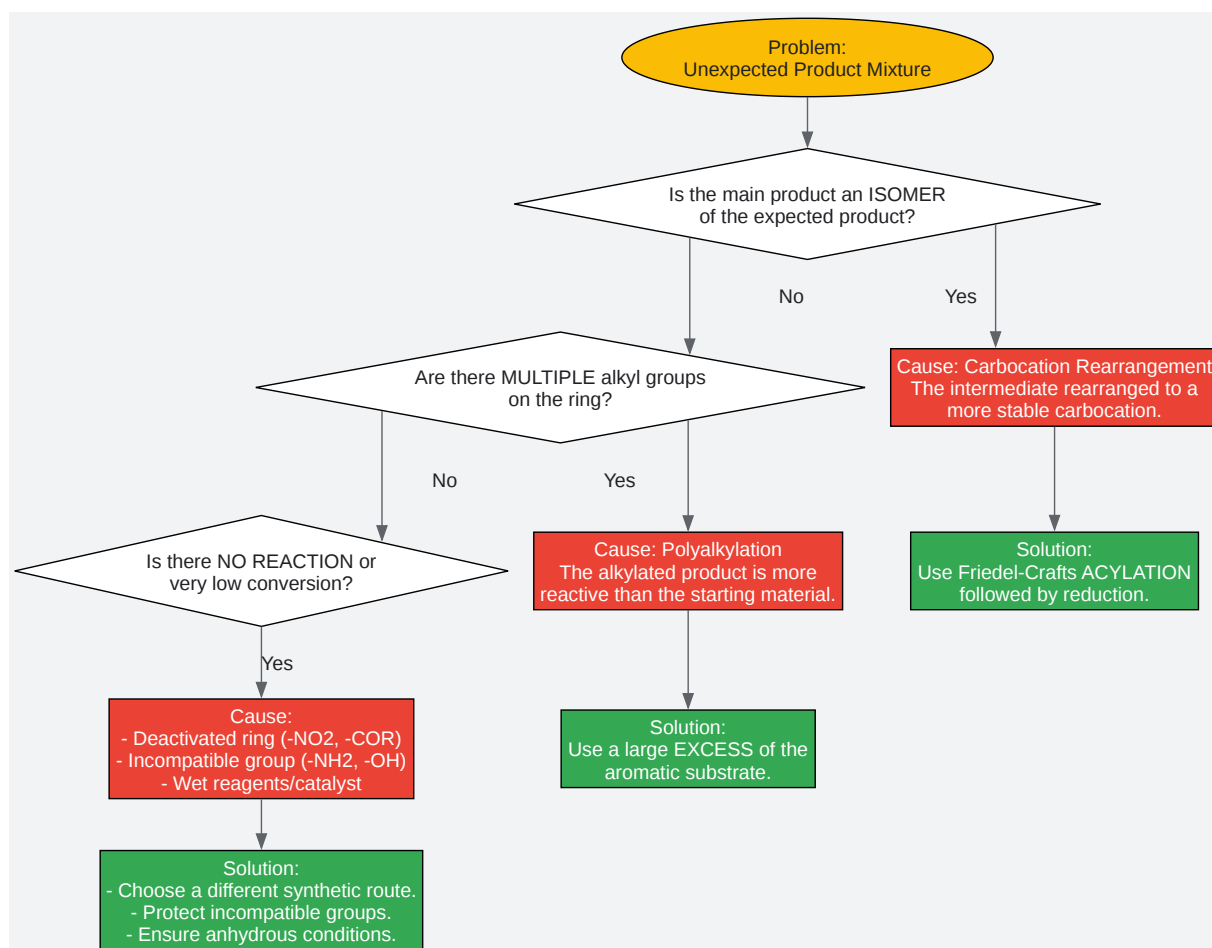 Problem:
Unexpected Product Mixture
Is the main product an ISOMER
of the expected product?
No
Yes
Are there MULTIPLE alkyl groups
on the ring?
Cause: Carbocation Rearrangement
The intermediate rearranged to a
more stable carbocation.
No
Yes
Is there NO REACTION or
very low conversion?
Cause: Polyalkylation
The alkylated product is more
reactive than the starting material.
Solution:
Use Friedel-Crafts ACYLATION
followed by reduction.
Yes
Cause:
- Deactivated ring (-NO2, -COR)
- Incompatible group (-NH2, -OH)
- Wet reagents/catalyst
Solution:
Use a large EXCESS of the
aromatic substrate.
Solution:
- Choose a different synthetic route.
- Protect incompatible groups.
- Ensure anhydrous conditions.